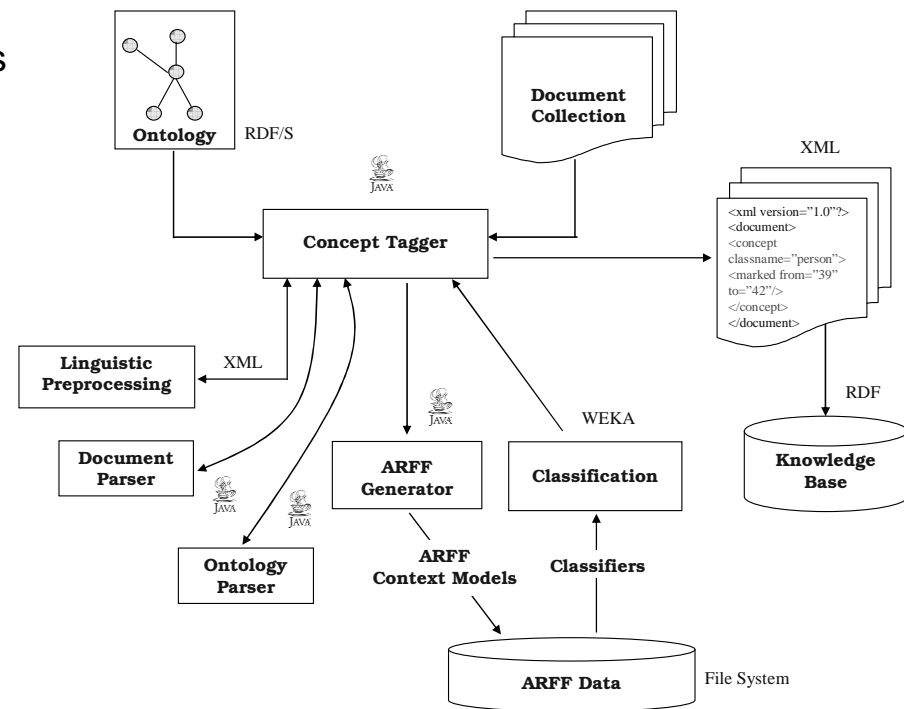 s
Ontology
RDF/S
Document
Collection
JAVA
XML
Concept Tagger
<xml version=”1.0”?>
<document>
<concept
classname=”person”>
<marked from=”39”
to=”42”/>
</concept>
</document>
Linguistic
Preprocessing
XML
JAVA
WEKA
RDF
Document
Parser
JAVA
JAVA
ARFF
Generator
Classification
Knowledge
Base
Ontology
Parser
ARFF
Context Models
Classifiers
ARFF Data
File System